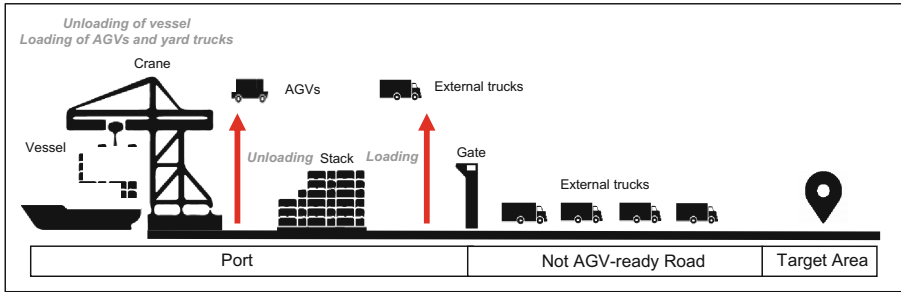 Unloading of vessel
Loading of AGVs and yard trucks
Crane
AGVs
External trucks
Vessel
Unloading
Stack
Loading
Gate
External trucks
Port
Not AGV-ready Road
Target Area